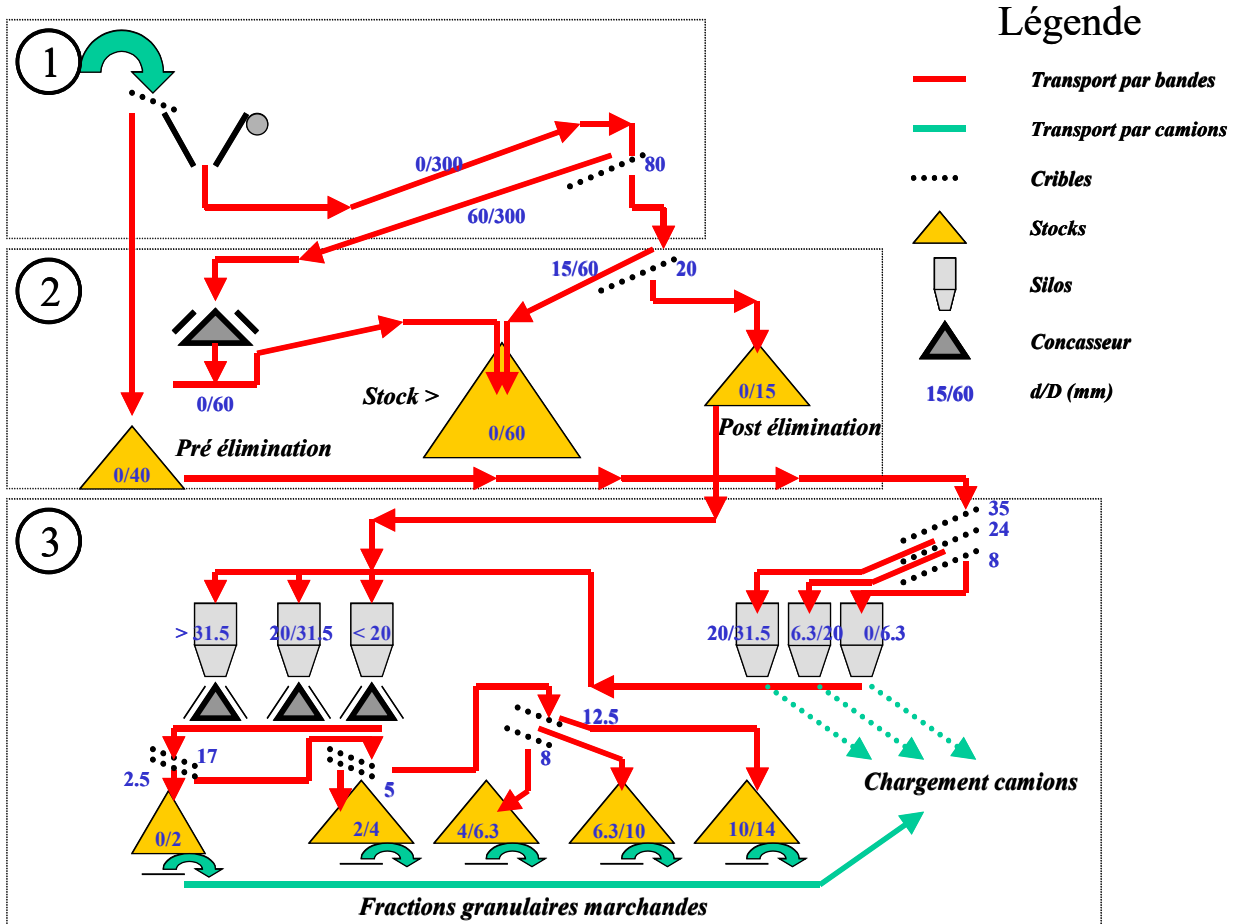 Légende
1
Transport par bandes
Transport par camions
0/300
80
Cribles
60/300
Stocks
2
15/60
20
Silos
Concasseur
Stock >
0/15
15/60
d/D (mm)
0/60
Pré élimination
0/60
Post élimination
0/40
35
24
3
8
> 31.5
20/31.5
< 20
20/31.5
6.3/20
0/6.3
12.5
17
8
2.5
5
Chargement camions
0/2
2/4
4/6.3
6.3/10
10/14
Fractions granulaires marchandes